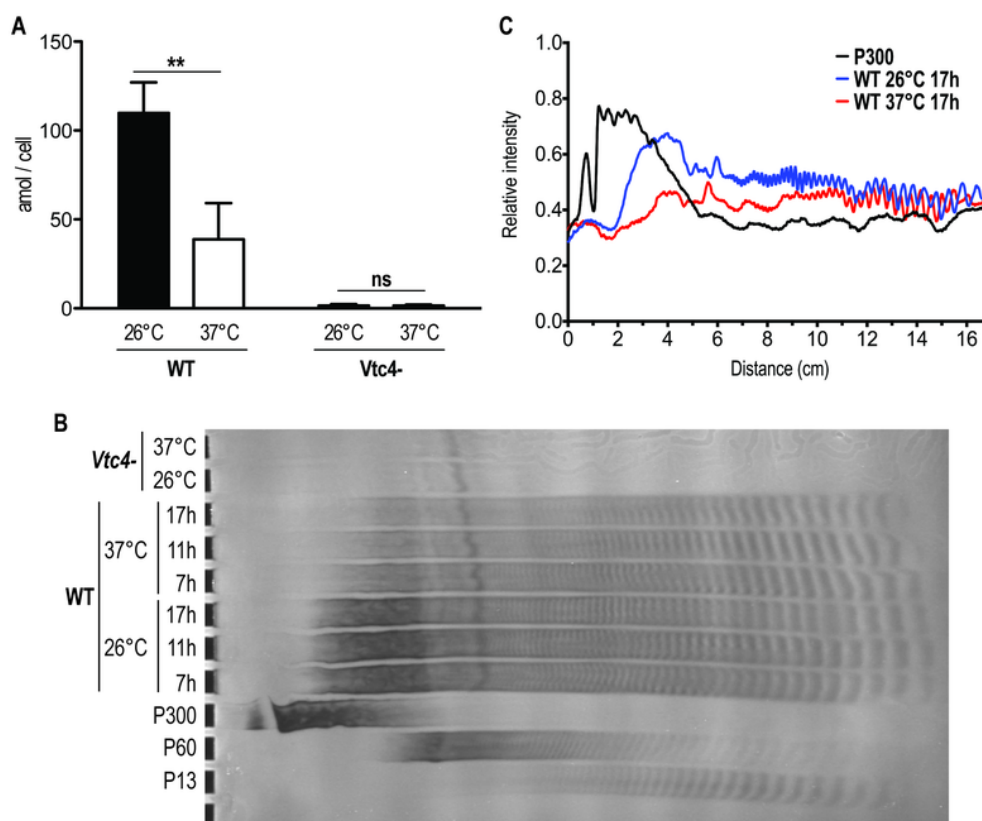 A
150
100
50
0
amol / cell
**
ns
26°C 37°C 26°C 37°C
WT Vtc4-
C
1.0
0.8
0.6
0.4
0.2
0.0
Relative intensity
P300
WT 26°C 17h
WT 37°C 17h
0 2 4 6 8 10 12 14 16
Distance (cm)
B
Vtc4-
37°C
26°C
WT
37°C
17h
11h
7h
26°C
17h
11h
7h
P300
P60
P13